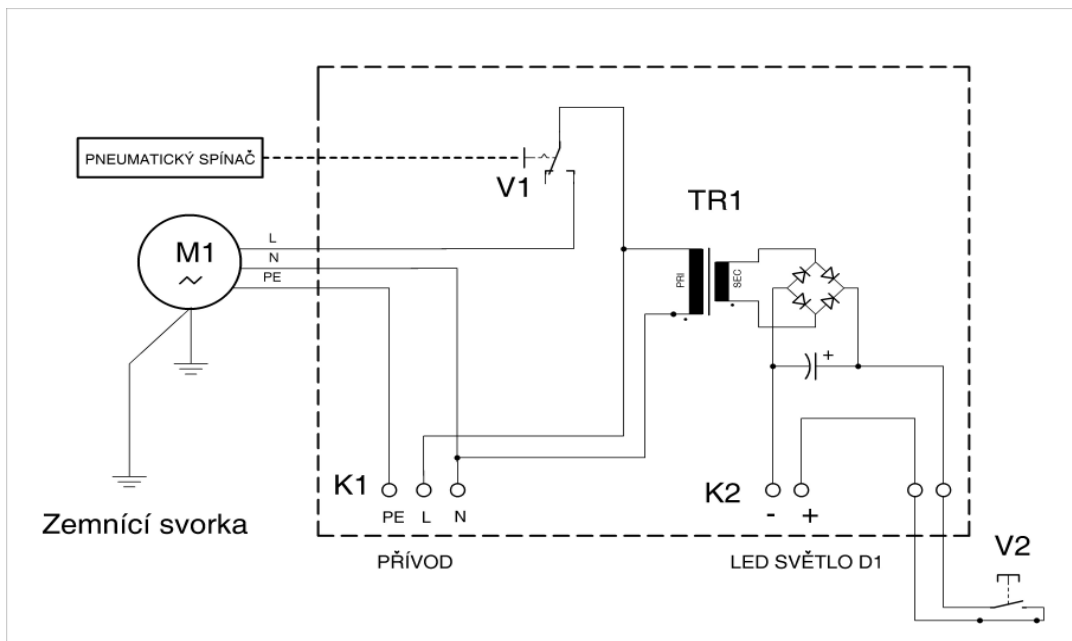 PNEUMATICKÝ SPÍNAČ
V1
TR1
M1
L
N
PE
PRI
SEC
+
K1
PE L N
K2
- +
Zemnící svorka
PŘÍVOD
LED SVĚTLO D1
V2